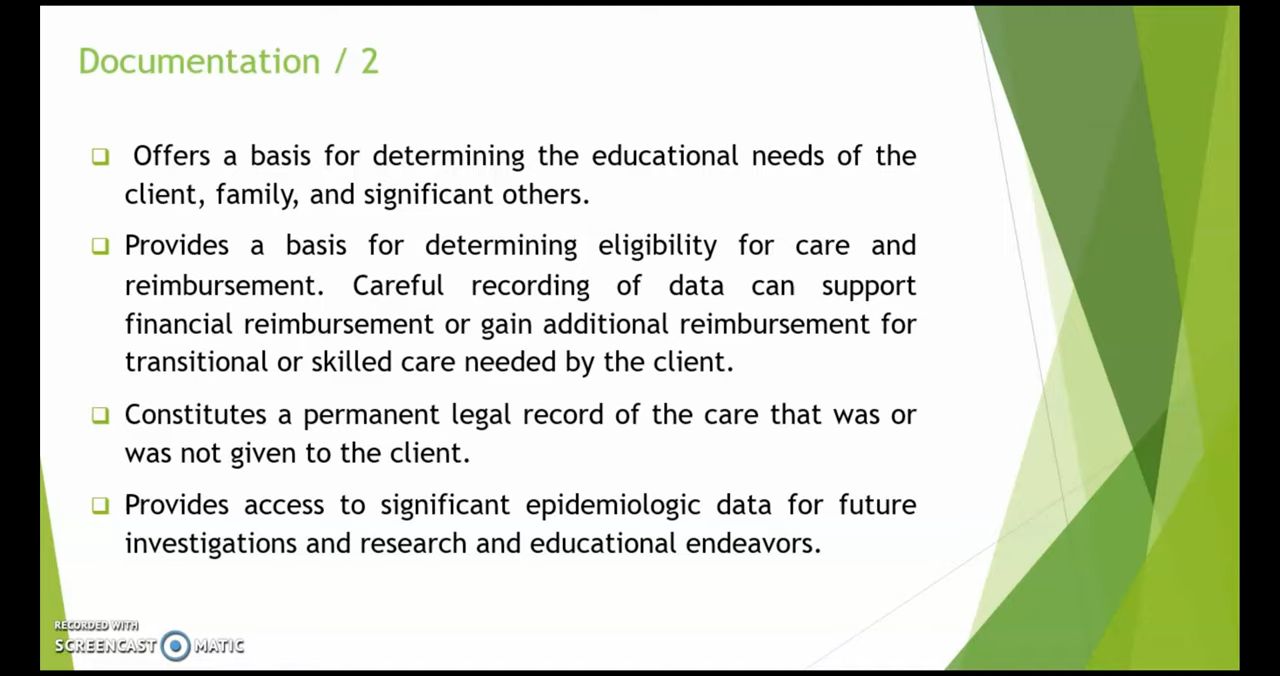 Documentation / 2
Offers a basis for determining the educational needs of the
client, family, and significant others.
Provides a basis for determining eligibility for care and
reimbursement. Careful recording of data can support
financial reimbursement or gain additional reimbursement for
transitional or skilled care needed by the client.
Constitutes a permanent legal record of the care that was or
was not given to the client.
Provides access to significant epidemiologic data for future
investigations and research and educational endeavors.
RECORDED WITH
SCREENCAST MATIC